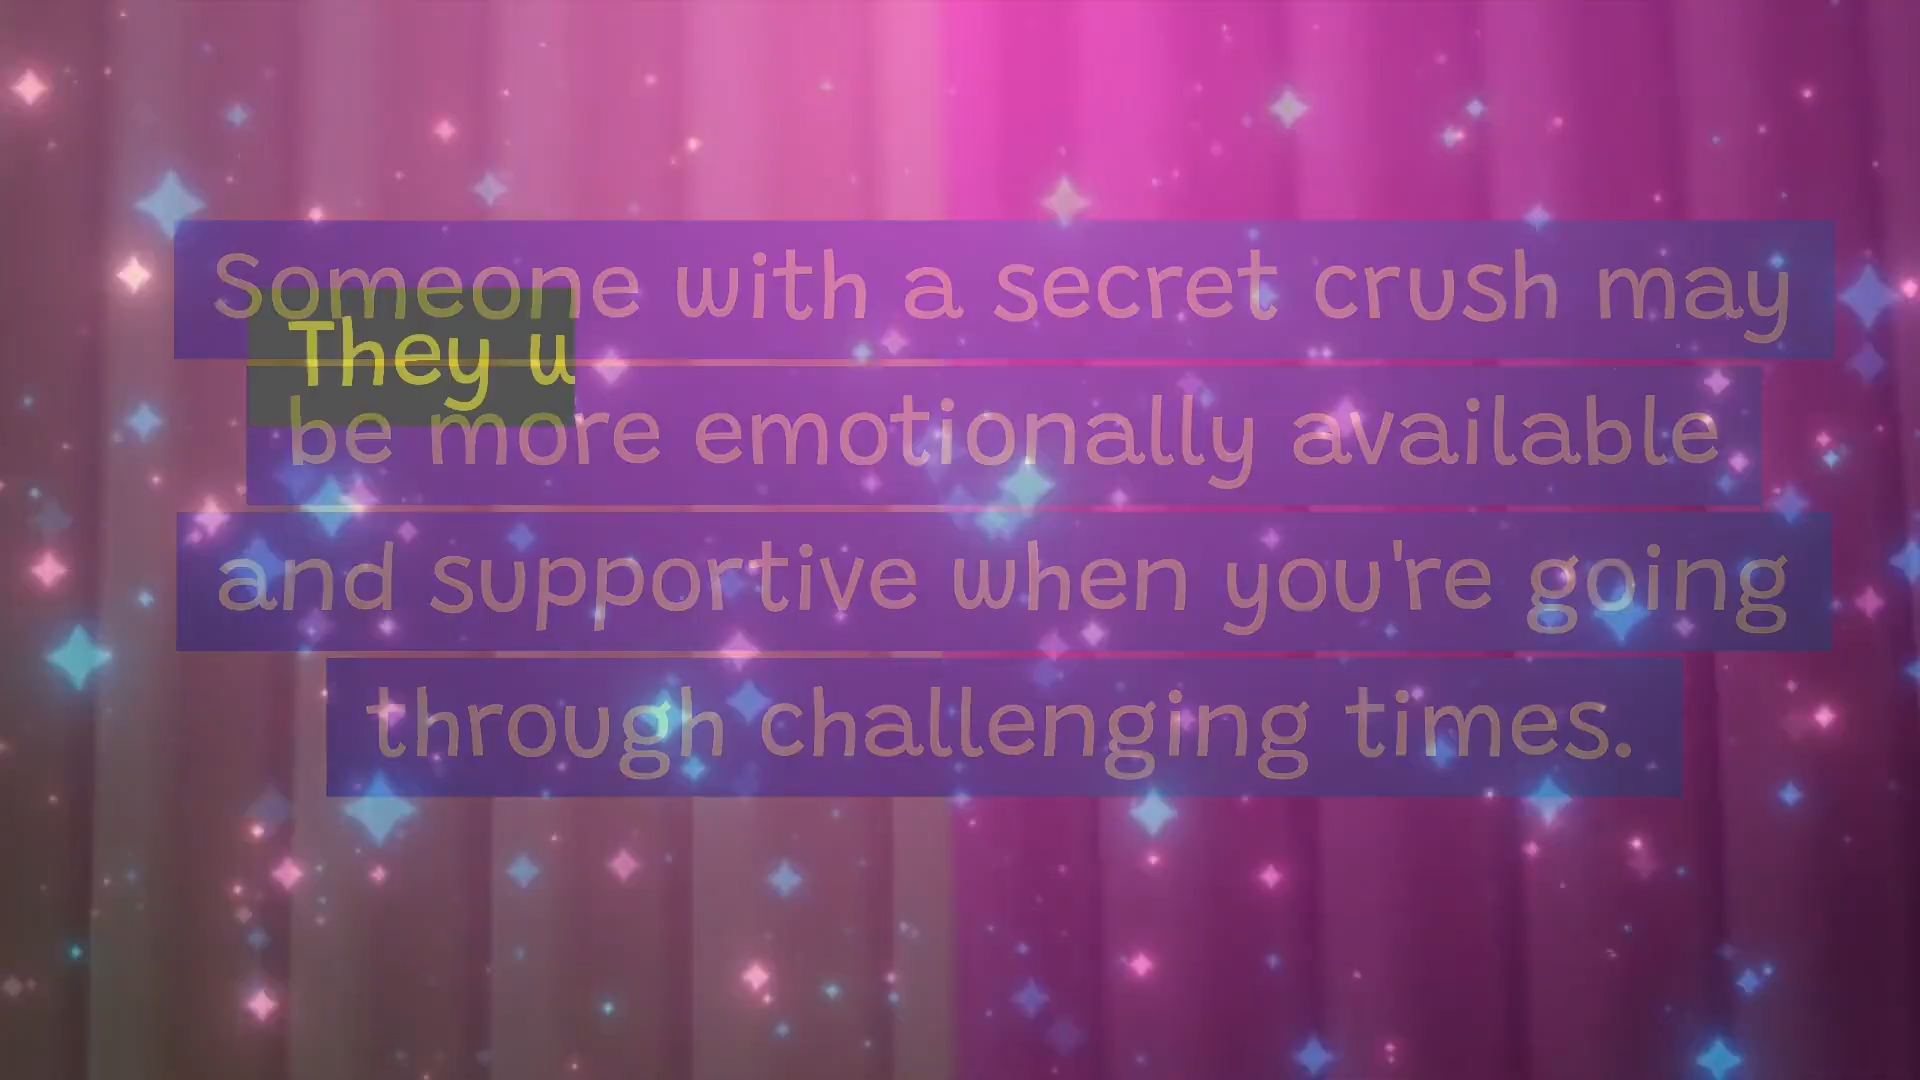 Someone with a secret crush may
They
be more emotionally available
and supportive when you're going
through challenging times.